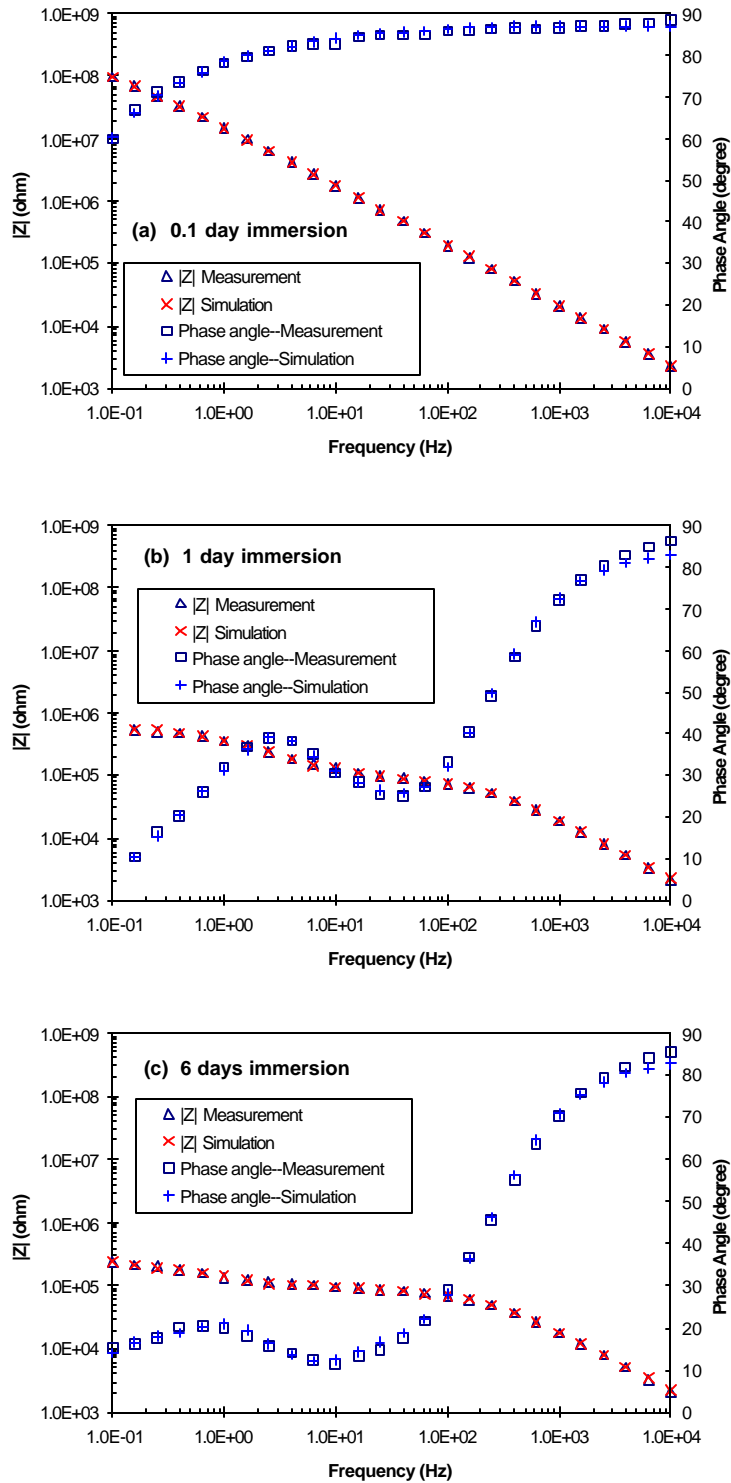 1.0E+09
1.0E+08
1.0E+07
1.0E+06
1.0E+05
1.0E+04
1.0E+03
|Z| (ohm)
(a) 0.1 day immersion
|Z| Measurement
|Z| Simulation
Phase angle--Measurement
Phase angle--Simulation
90
80
70
60
50
40
30
20
10
0
Phase Angle (degree)
1.0E-01 1.0E+00 1.0E+01 1.0E+02 1.0E+03 1.0E+04
Frequency (Hz)
1.0E+09
1.0E+08
1.0E+07
1.0E+06
1.0E+05
1.0E+04
1.0E+03
|Z| (ohm)
(b) 1 day immersion
|Z| Measurement
|Z| Simulation
Phase angle--Measurement
Phase angle--Simulation
90
80
70
60
50
40
30
20
10
0
Phase Angle (degree)
1.0E-01 1.0E+00 1.0E+01 1.0E+02 1.0E+03 1.0E+04
Frequency (Hz)
1.0E+09
1.0E+08
1.0E+07
1.0E+06
1.0E+05
1.0E+04
1.0E+03
|Z| (ohm)
(c) 6 days immersion
|Z| Measurement
|Z| Simulation
Phase angle--Measurement
Phase angle--Simulation
90
80
70
60
50
40
30
20
10
0
Phase Angle (degree)
1.0E-01 1.0E+00 1.0E+01 1.0E+02 1.0E+03 1.0E+04
Frequency (Hz)